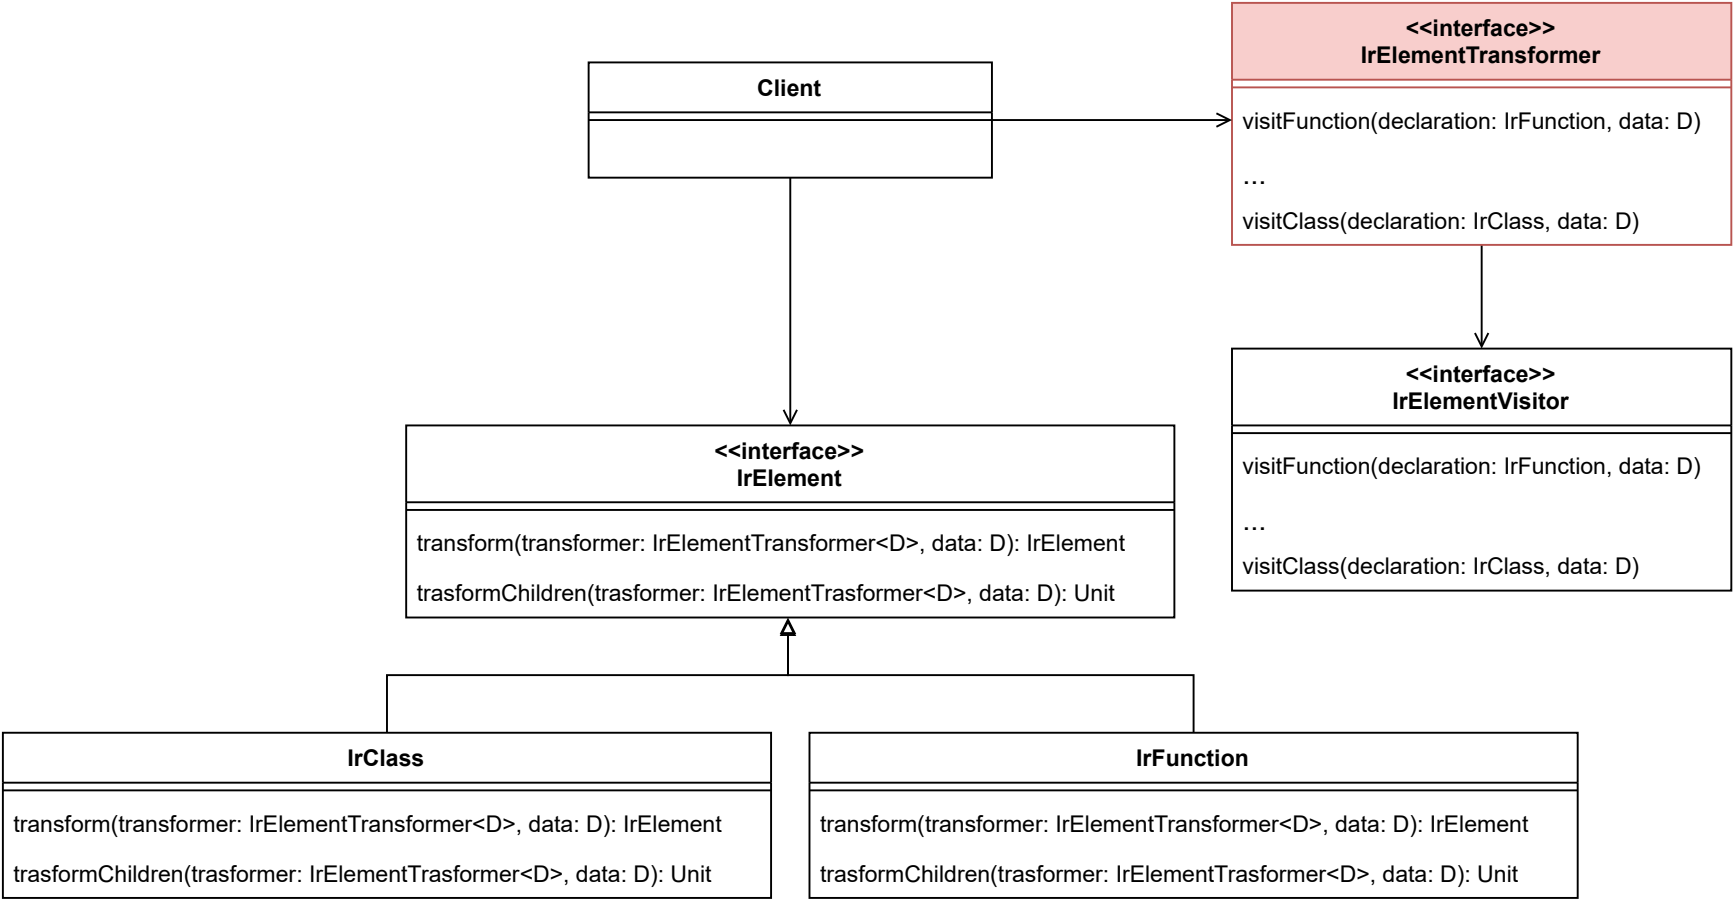 <<interface>>
IrElementTransformer
visitFunction(declaration: IrFunction, data: D)
...
visitClass(declaration: IrClass, data: D)
Client
<<interface>>
IrElementVisitor
visitFunction(declaration: IrFunction, data: D)
...
visitClass(declaration: IrClass, data: D)
<<interface>>
IrElement
transform(transformer: IrElementTransformer<D>, data: D): IrElement
trasformChildren(trasformer: IrElementTrasformer<D>, data: D): Unit
IrClass
transform(transformer: IrElementTransformer<D>, data: D): IrElement
trasformChildren(trasformer: IrElementTrasformer<D>, data: D): Unit
IrFunction
transform(transformer: IrElementTransformer<D>, data: D): IrElement
trasformChildren(trasformer: IrElementTrasformer<D>, data: D): Unit